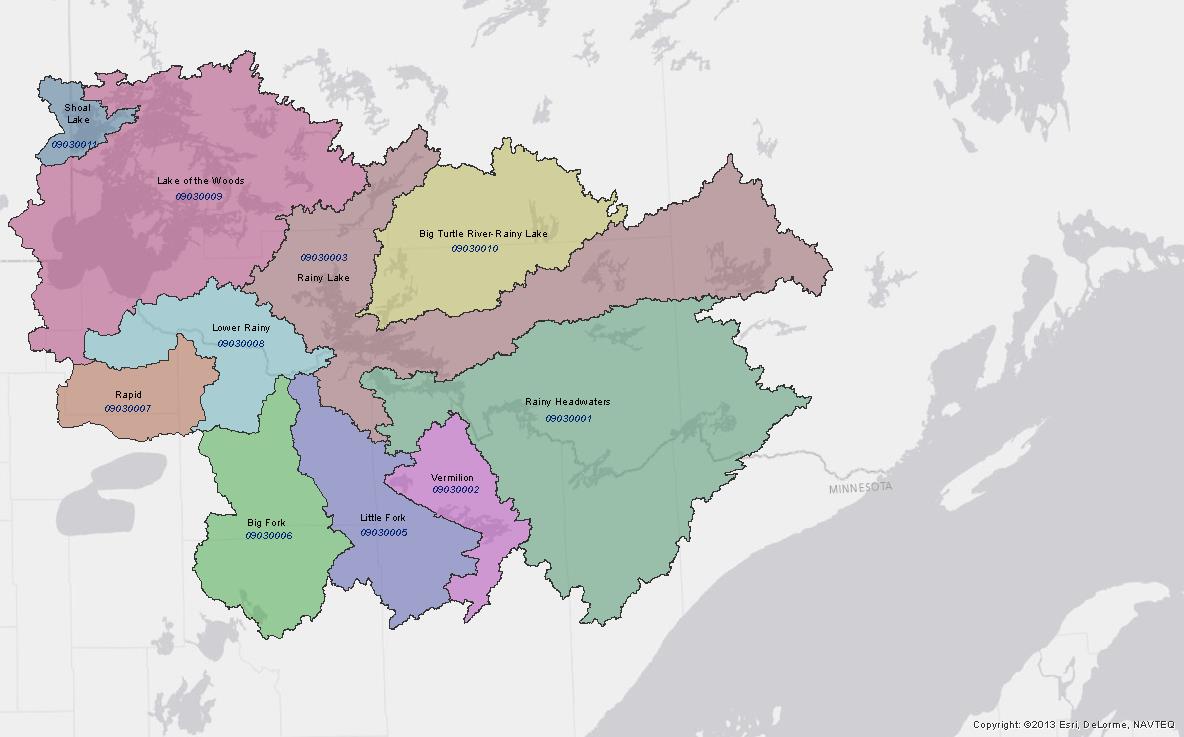 Shoal
Lake
09030011
Lake of the Woods
09030009
Big Turtle River-Rainy Lake
09030010
09030003
Rainy Lake
Lower Rainy
09030008
Rapid
09030007
Rainy Headwaters
09030001
Vermilion
09030002
Little Fork
09030005
Big Fork
09030006
MINNESOTA
Copyright: ©2013 Esri, DeLorme, NAVTEQ